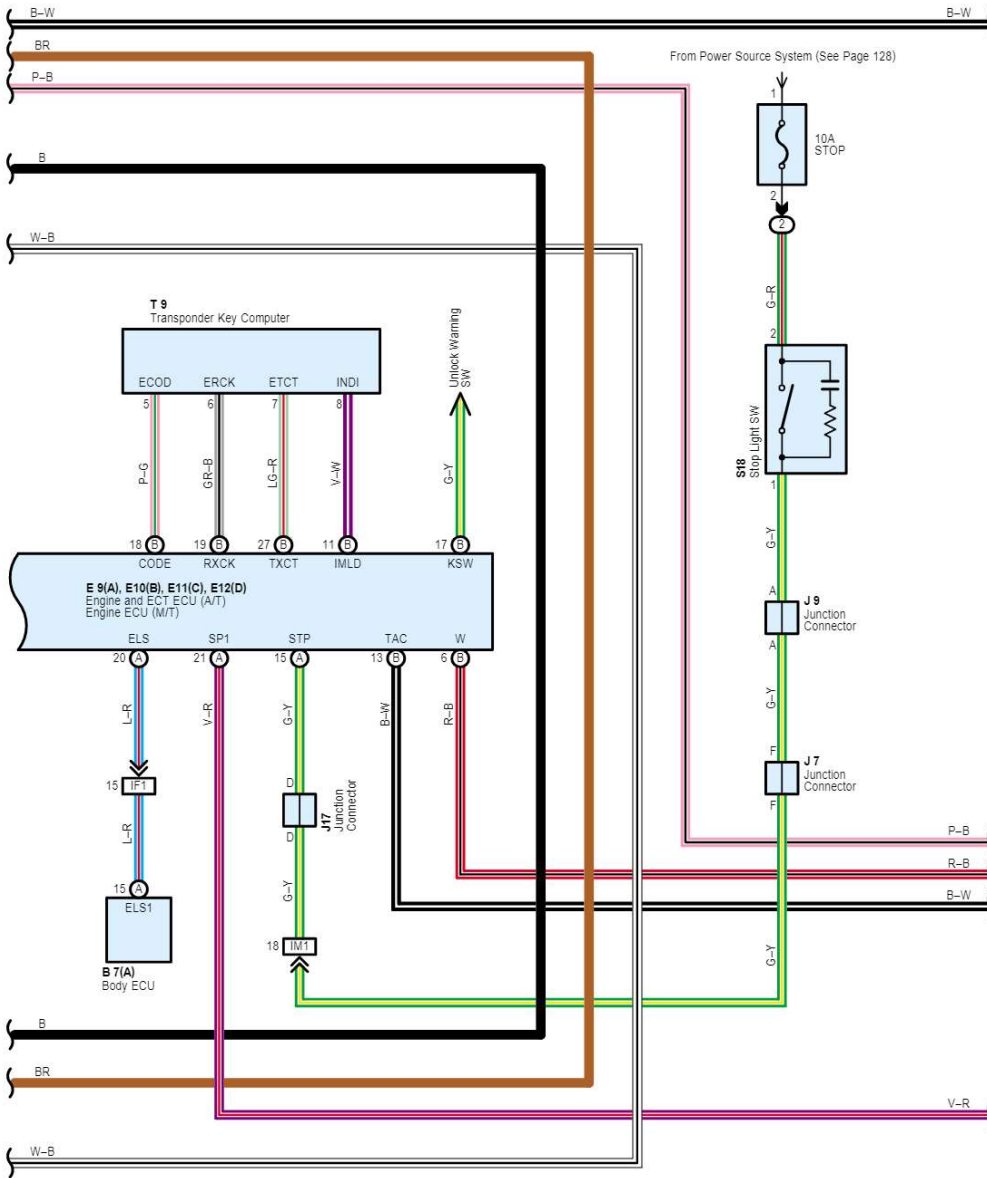 B–W
B–W
BR
From Power Source System (See Page 128)
P–B
1
10A
STOP
B
2
2
W–B
G–R
T 9
Transponder Key Computer
Unlock Warning
SW
2
ECOD
ERCK
ETCT
INDI
5
6
7
8
S18
Stop Light SW
P–G
GR–B
LG–R
V–W
G–Y
1
G–Y
18 B
19 B
27 B
11 B
17 B
CODE
RXCK
TXCT
IMLD
KSW
E 9(A), E10(B), E11(C), E12(D)
Engine and ECT ECU (A/T)
Engine ECU (M/T)
A
J 9
Junction
Connector
A
ELS
SP1
STP
TAC
W
20 A
21 A
15 A
13 B
6 B
G–Y
L–R
V–R
G–Y
B–W
R–B
F
J 7
Junction
Connector
F
15 IF1
D
J17
Junction
Connector
D
L–R
P–B
R–B
G–Y
15 A
B–W
ELS1
18 IM1
G–Y
B 7(A)
Body ECU
B
BR
V–R
W–B